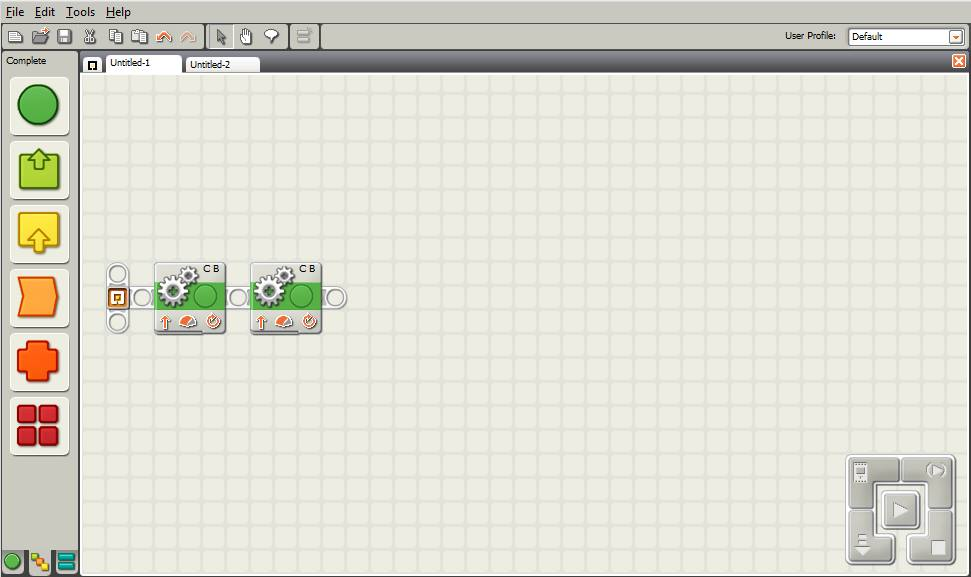 File Edit Tools Help
User Profile: Default
Complete
Untitled-1 Untitled-2
C B C B